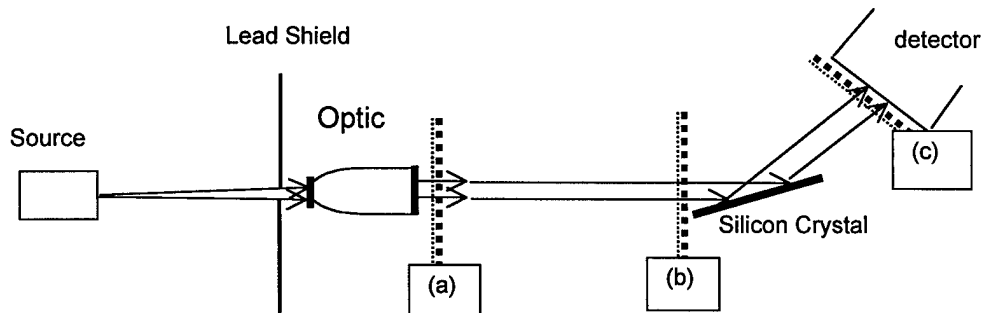 Lead Shield
detector
Optic
Source
(c)
Silicon Crystal
(a)
(b)